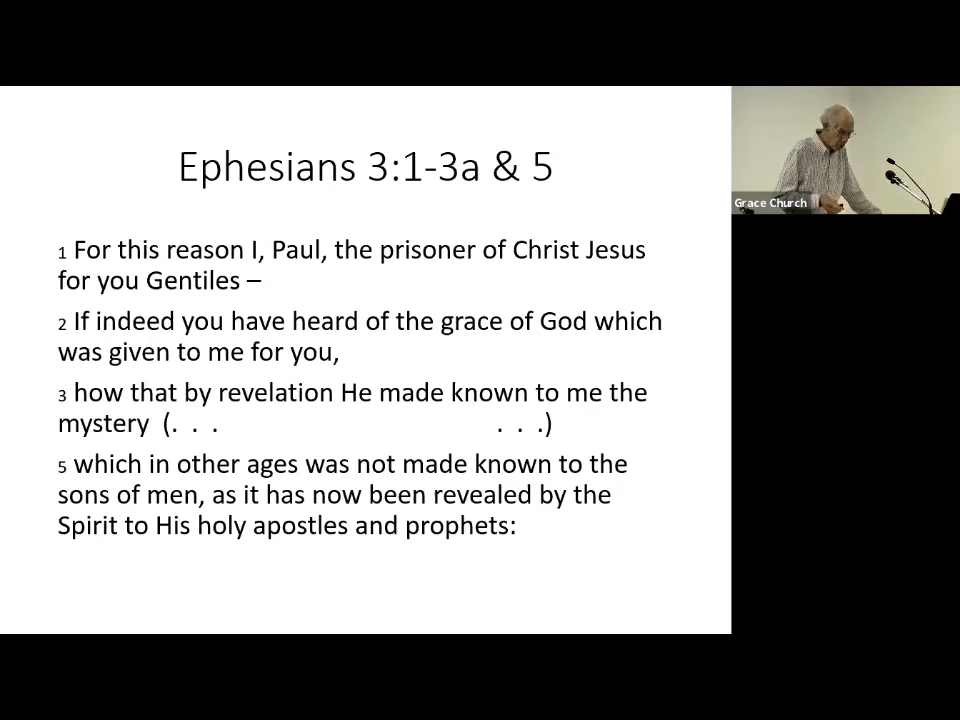 Ephesians 3:1-3a & 5
1 For this reason I, Paul, the prisoner of Christ Jesus
for you Gentiles –
2 If indeed you have heard of the grace of God which
was given to me for you,
3 how that by revelation He made known to me the
mystery (. . . . . .)
5 which in other ages was not made known to the
sons of men, as it has now been revealed by the
Spirit to His holy apostles and prophets:
Grace Church